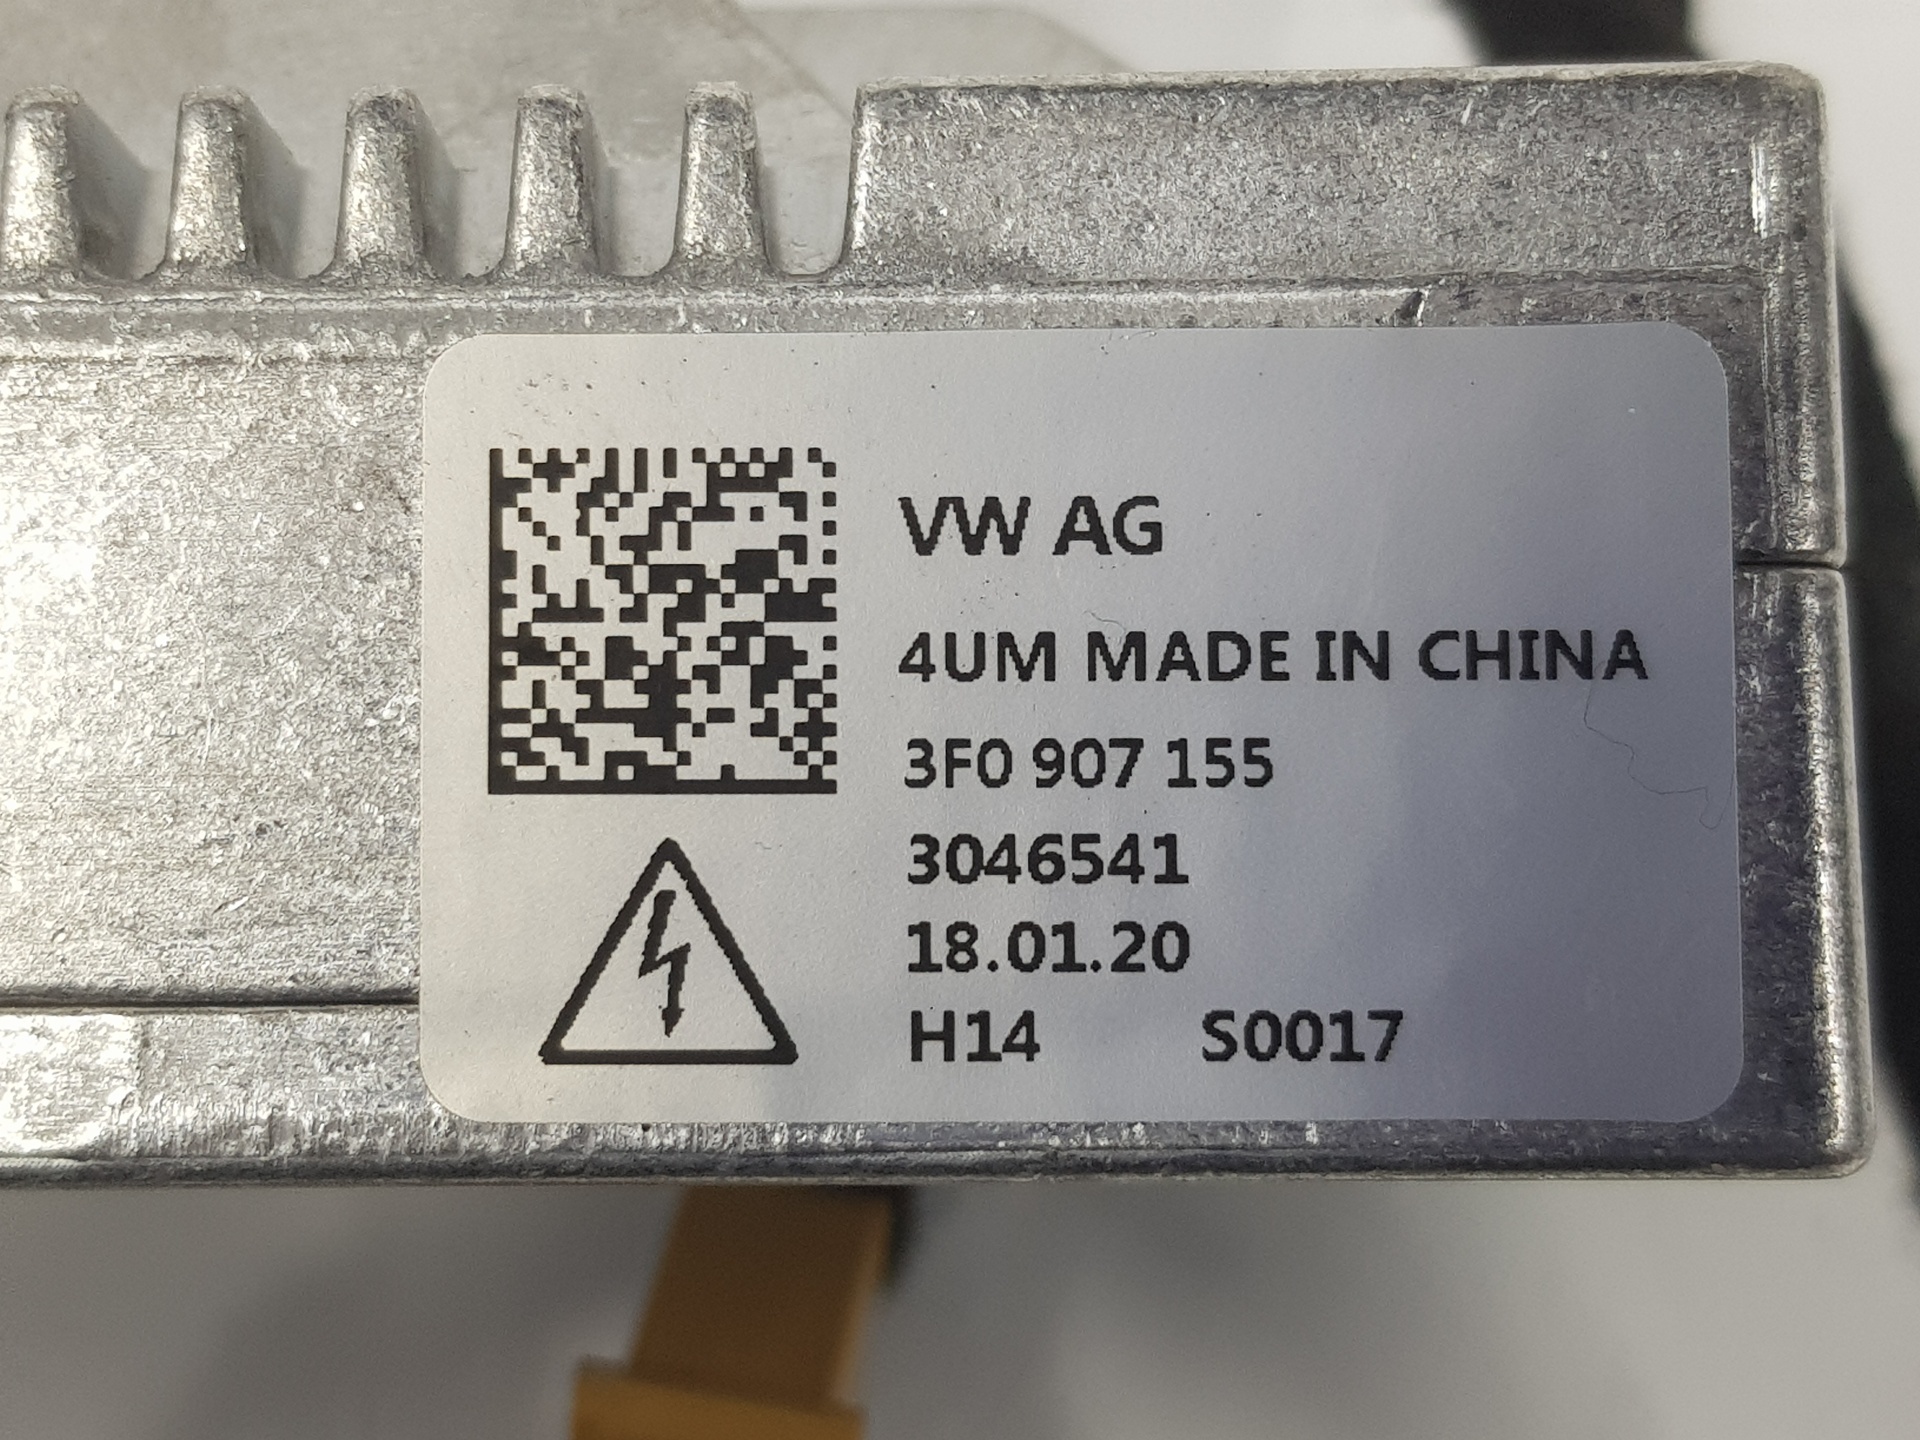 VW AG
4UM MADE IN CHINA
3F0 907 155
3046541
18.01.20
H14 S0017